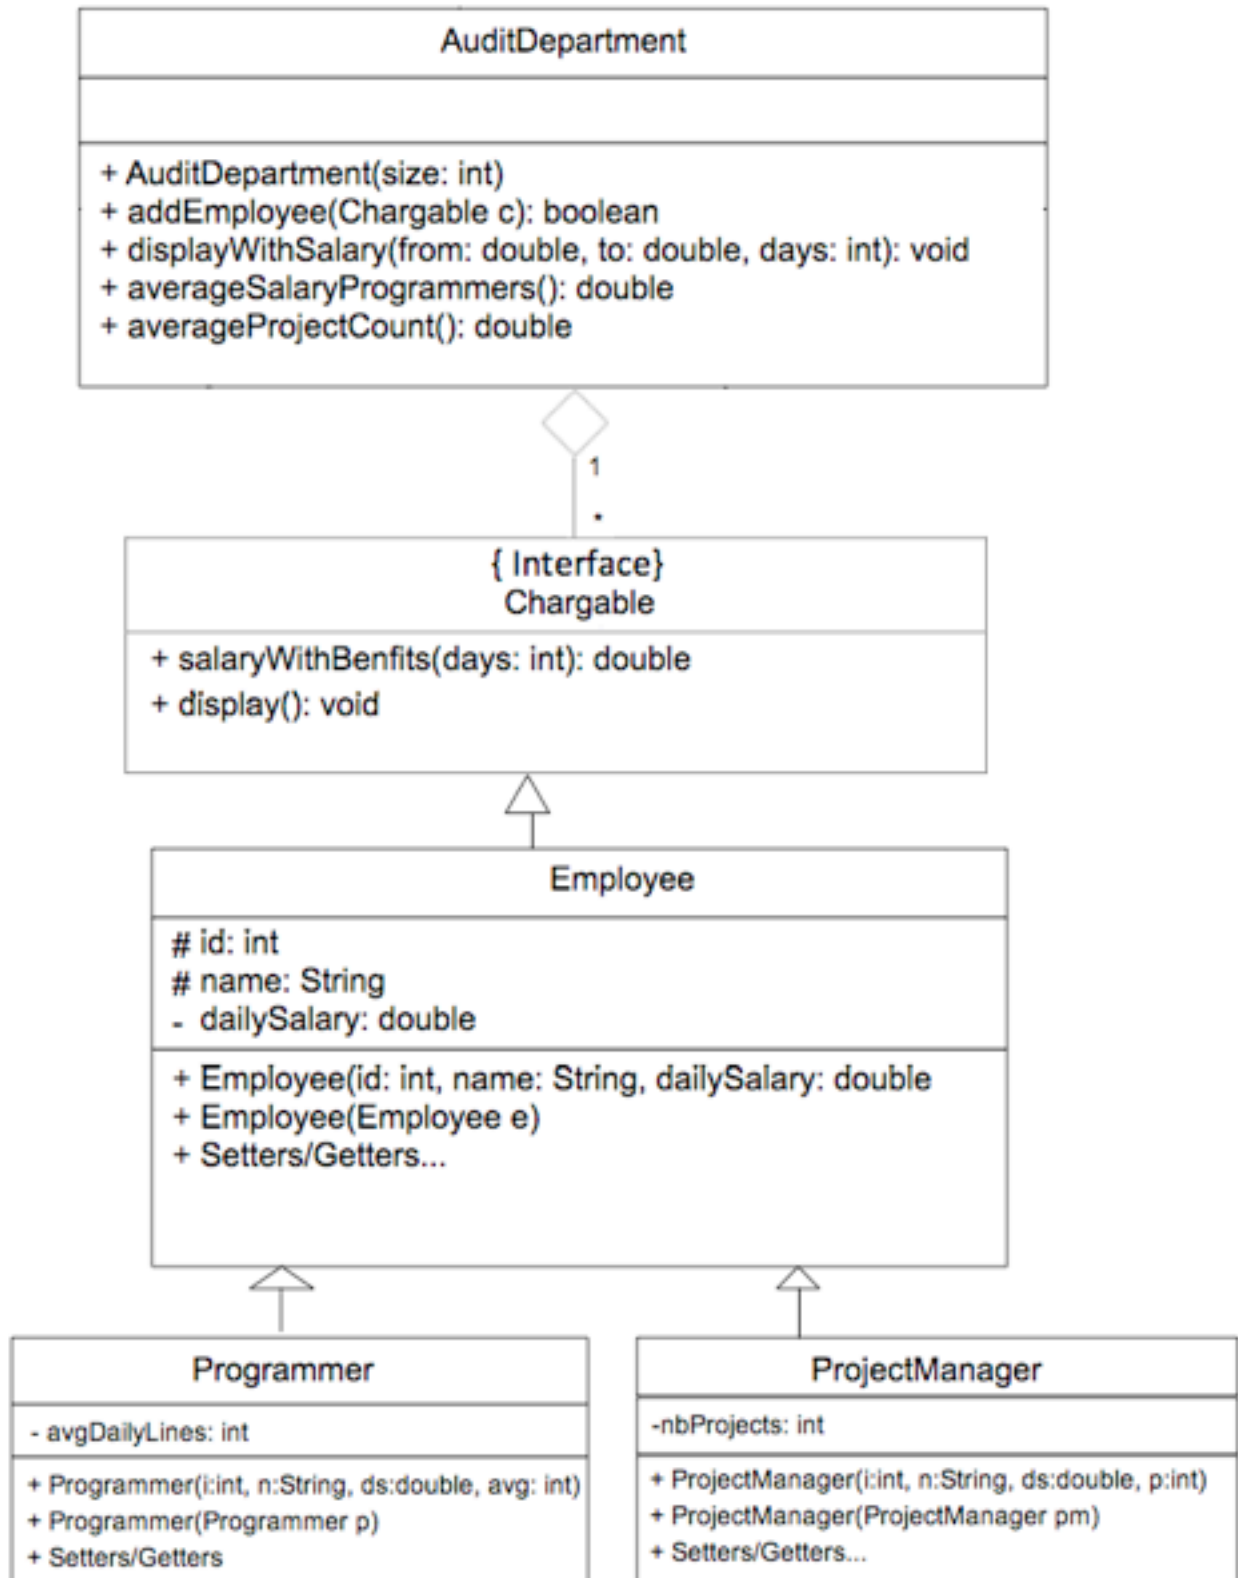 AuditDepartment
+ AuditDepartment(size: int)
+ addEmployee(Chargable c): boolean
+ displayWithSalary(from: double, to: double, days: int): void
+ averageSalaryProgrammers(): double
+ averageProjectCount(): double
1
*
{ Interface}
Chargable
+ salaryWithBenfits(days: int): double
+ display(): void
Employee
# id: int
# name: String
- dailySalary: double
+ Employee(id: int, name: String, dailySalary: double
+ Employee(Employee e)
+ Setters/Getters...
Programmer
- avgDailyLines: int
+ Programmer(i:int, n:String, ds:double, avg: int)
+ Programmer(Programmer p)
+ Setters/Getters
ProjectManager
-nbProjects: int
+ ProjectManager(i:int, n:String, ds:double, p:int)
+ ProjectManager(ProjectManager pm)
+ Setters/Getters...